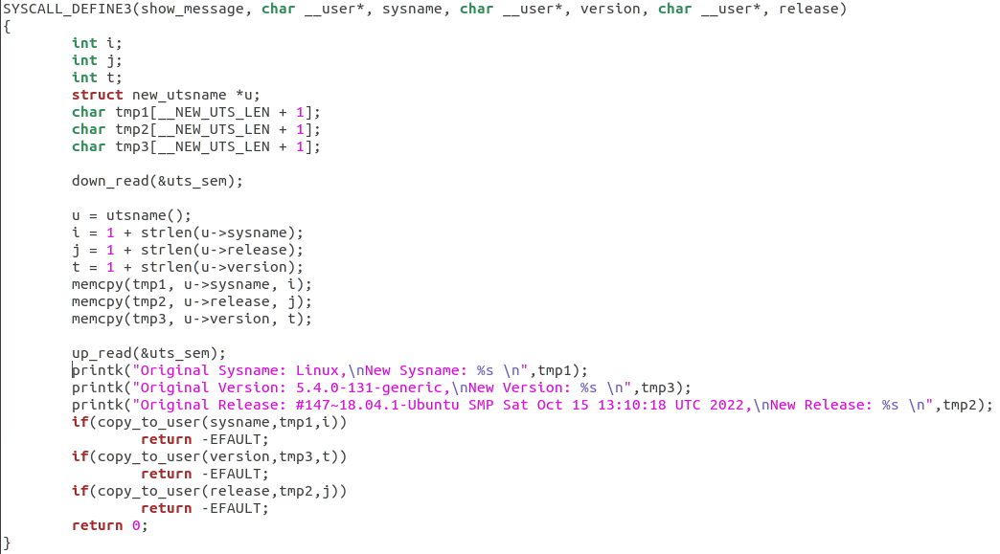 SYSCALL_DEFINE3(show_message, char __user*, sysname, char __user*, version, char __user*, release)
{
        int i;
        int j;
        int t;
        struct new_utsname *u;
        char tmp1[__NEW_UTS_LEN + 1];
        char tmp2[__NEW_UTS_LEN + 1];
        char tmp3[__NEW_UTS_LEN + 1];

        down_read(&uts_sem);

        u = utsname();
        i = 1 + strlen(u->sysname);
        j = 1 + strlen(u->release);
        t = 1 + strlen(u->version);
        memcpy(tmp1, u->sysname, i);
        memcpy(tmp2, u->release, j);
        memcpy(tmp3, u->version, t);

        up_read(&uts_sem);
        printk("Original Sysname: Linux,\nNew Sysname: %s \n",tmp1);
        printk("Original Version: 5.4.0-131-generic,\nNew Version: %s \n",tmp3);
        printk("Original Release: #147~18.04.1-Ubuntu SMP Sat Oct 15 13:10:18 UTC 2022,\nNew Release: %s \n",tmp2);
        if(copy_to_user(sysname,tmp1,i))
                return -EFAULT;
        if(copy_to_user(version,tmp3,t))
                return -EFAULT;
        if(copy_to_user(release,tmp2,j))
                return -EFAULT;
        return 0;
}